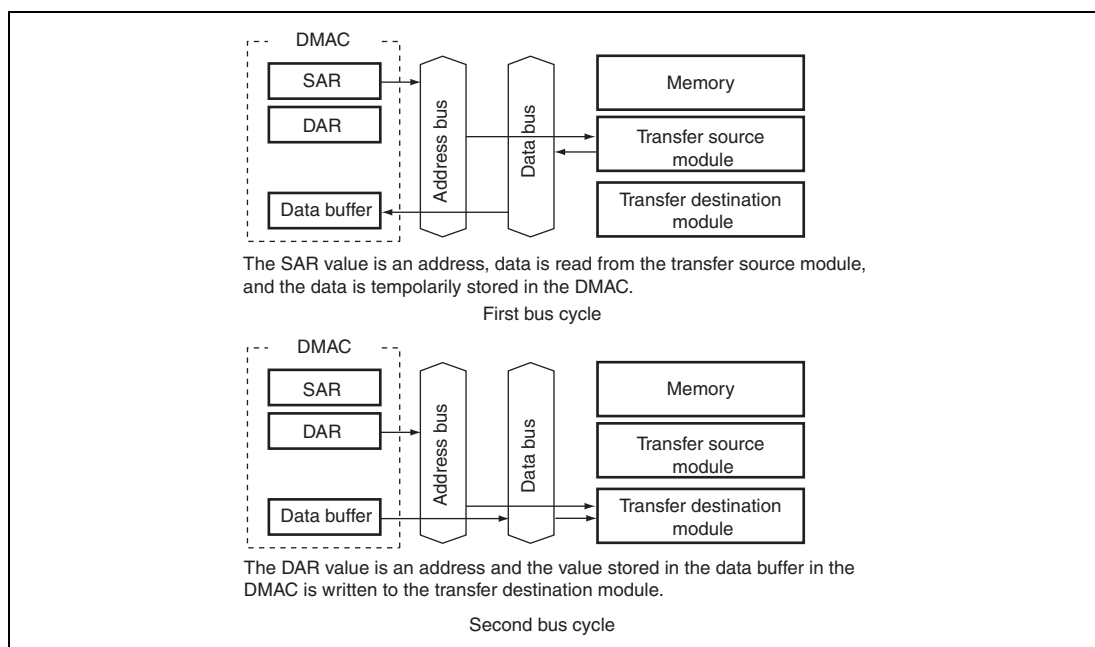 DMAC
SAR
DAR
Data buffer
Address bus
Data bus
Memory
Transfer source
module
Transfer destination
module
The SAR value is an address, data is read from the transfer source module,
and the data is tempolarily stored in the DMAC.
First bus cycle
DMAC
SAR
DAR
Data buffer
Address bus
Data bus
Memory
Transfer source
module
Transfer destination
module
The DAR value is an address and the value stored in the data buffer in the
DMAC is written to the transfer destination module.
Second bus cycle